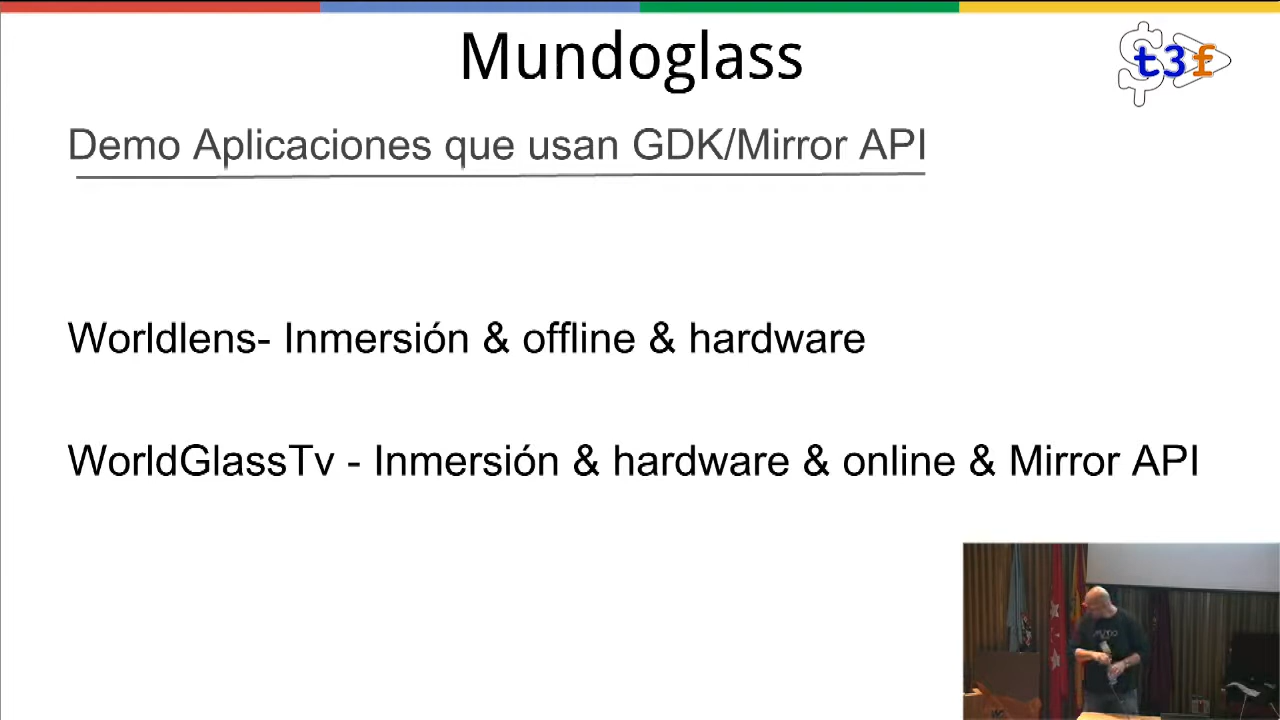 Mundoglass
t3f
Demo Aplicaciones que usan GDK/Mirror API
Worldlens- Inmersión & offline & hardware
WorldGlassTv - Inmersión & hardware & online & Mirror API